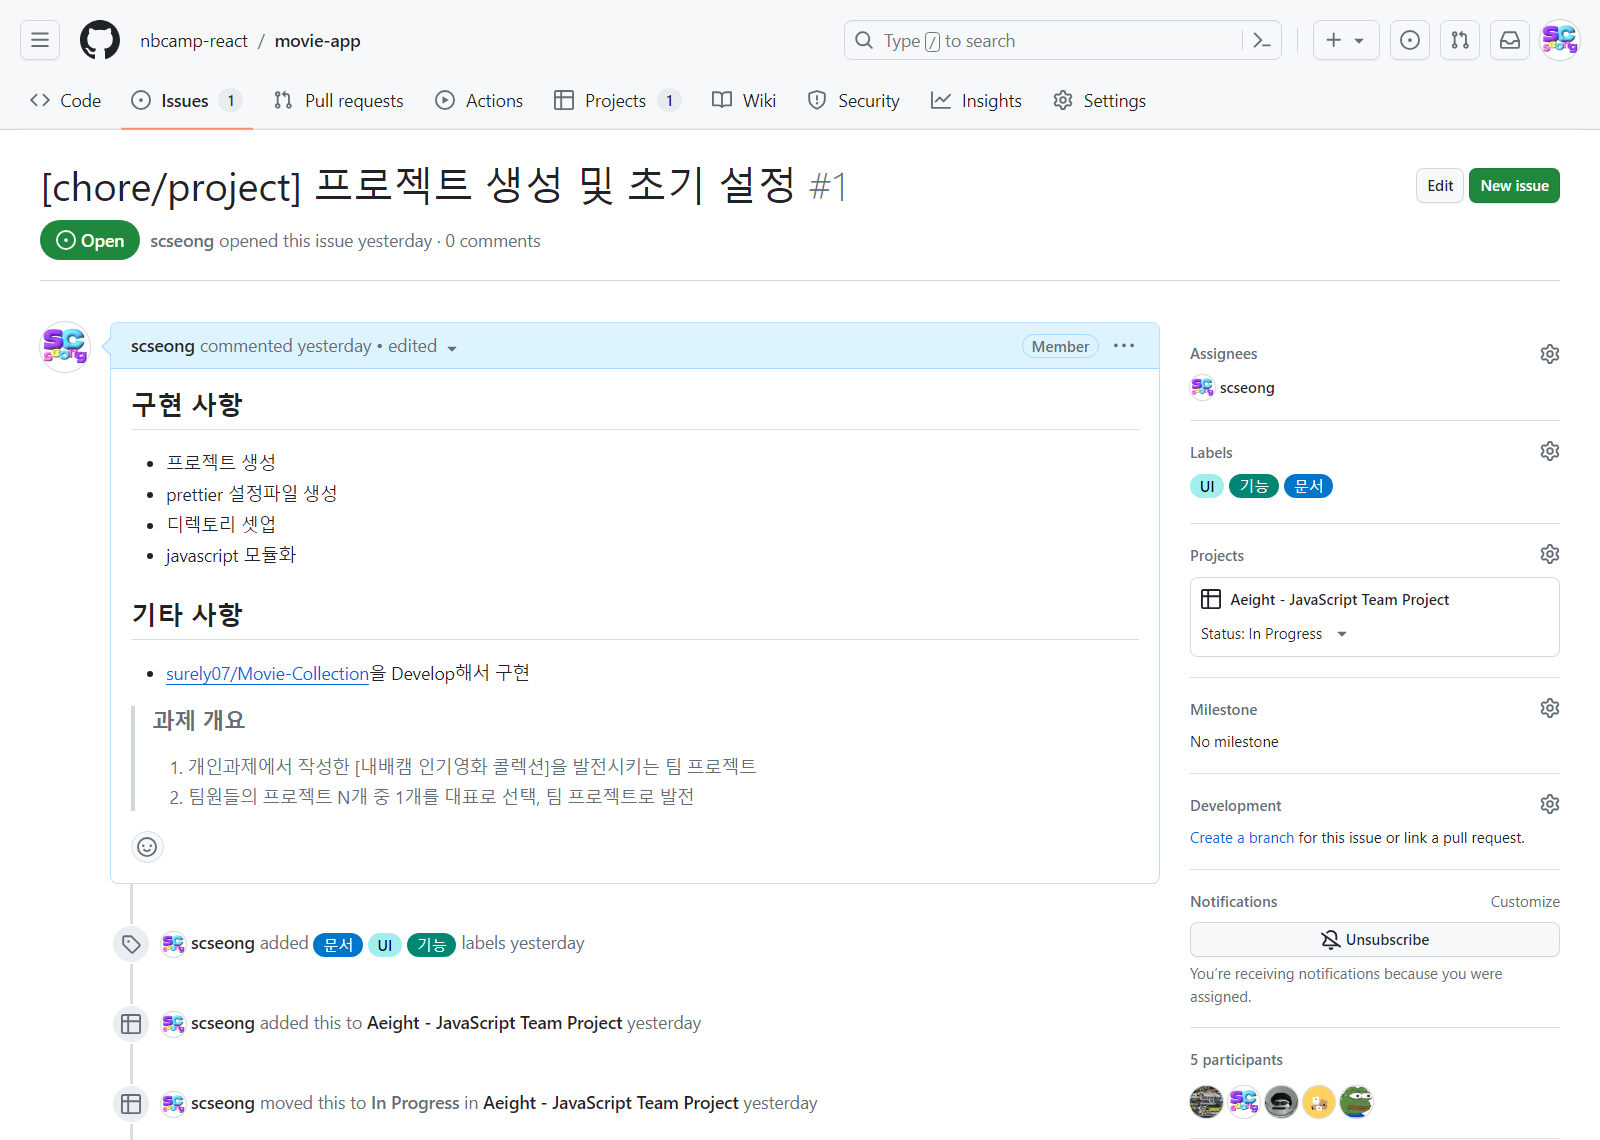 nbcamp-react / movie-app
Type / to search
Code
Issues 1
Pull requests
Actions
Projects 1
Wiki
Security
Insights
Settings
[chore/project] 프로젝트 생성 및 초기 설정 #1
Edit
New issue
Open
scseong opened this issue yesterday · 0 comments
scseong commented yesterday • edited
Member
구현 사항
프로젝트 생성
prettier 설정파일 생성
디렉토리 셋업
javascript 모듈화
기타 사항
surely07/Movie-Collection을 Develop해서 구현
과제 개요
1. 개인과제에서 작성한 [내배캠 인기영화 콜렉션]을 발전시키는 팀 프로젝트
2. 팀원들의 프로젝트 N개 중 1개를 대표로 선택, 팀 프로젝트로 발전
scseong added 문서 UI 기능 labels yesterday
scseong added this to Aeight - JavaScript Team Project yesterday
scseong moved this to In Progress in Aeight - JavaScript Team Project yesterday
Assignees
scseong
Labels
UI 기능 문서
Projects
Aeight - JavaScript Team Project
Status: In Progress
Milestone
No milestone
Development
Create a branch for this issue or link a pull request.
Notifications
Customize
Unsubscribe
You're receiving notifications because you were
assigned.
5 participants